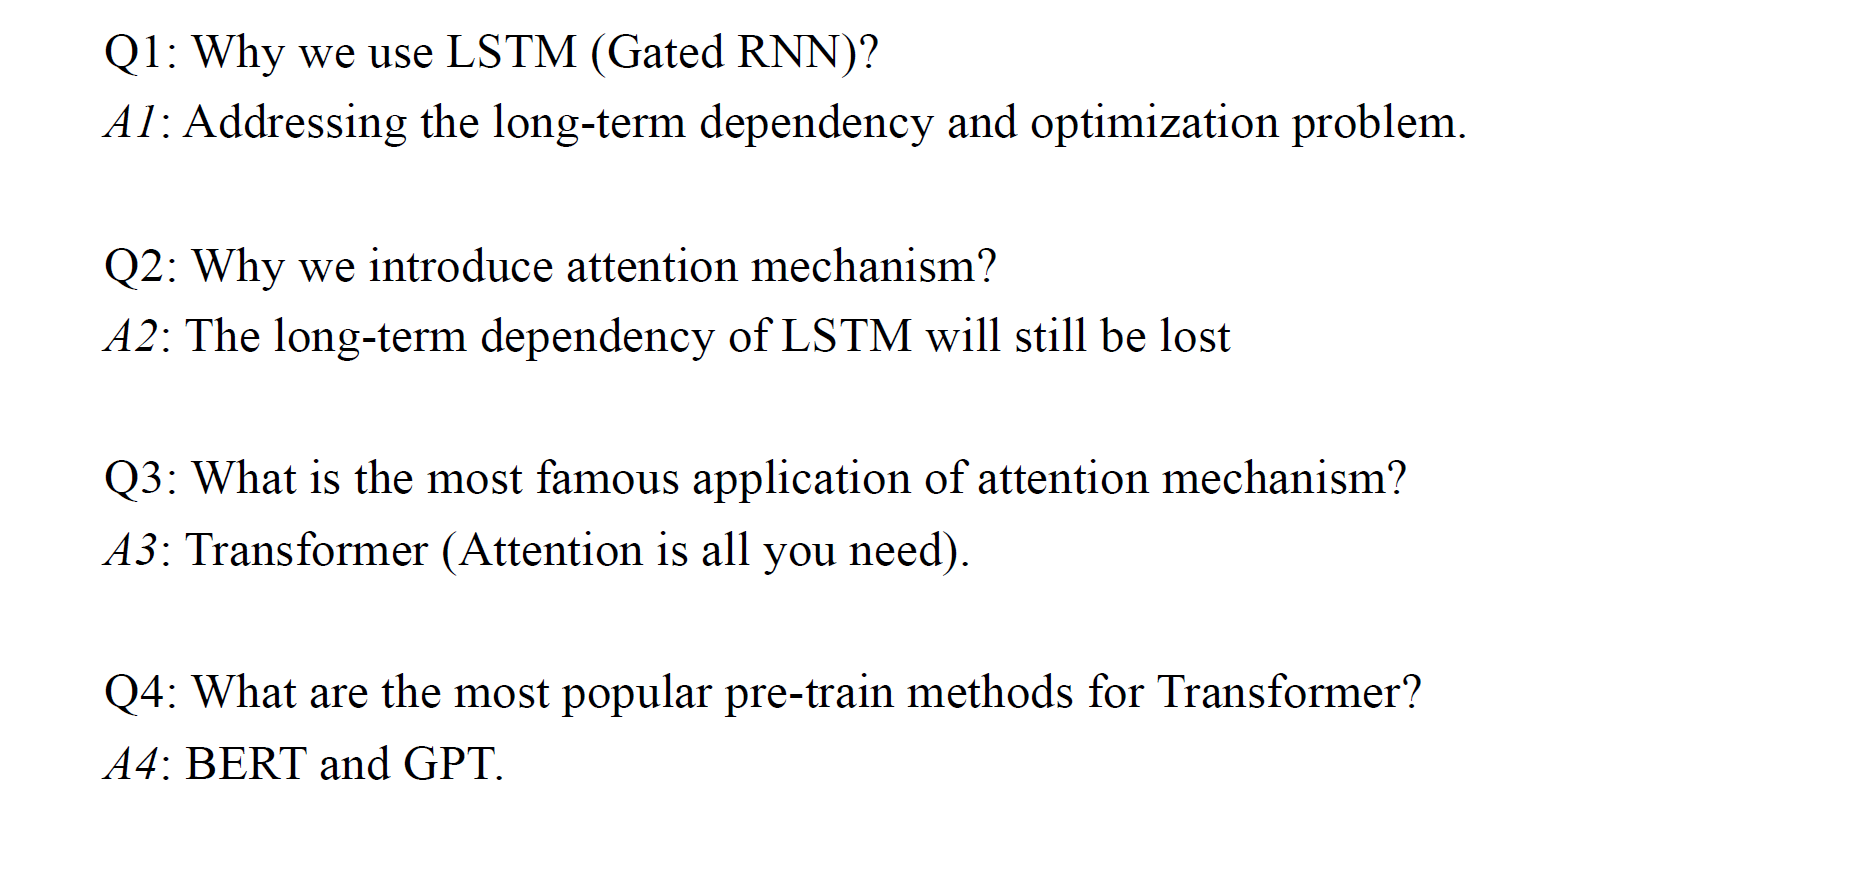 Q1: Why we use LSTM (Gated RNN)?
A1: Addressing the long-term dependency and optimization problem.
Q2: Why we introduce attention mechanism?
A2: The long-term dependency of LSTM will still be lost
Q3: What is the most famous application of attention mechanism?
A3: Transformer (Attention is all you need).
Q4: What are the most popular pre-train methods for Transformer?
A4: BERT and GPT.